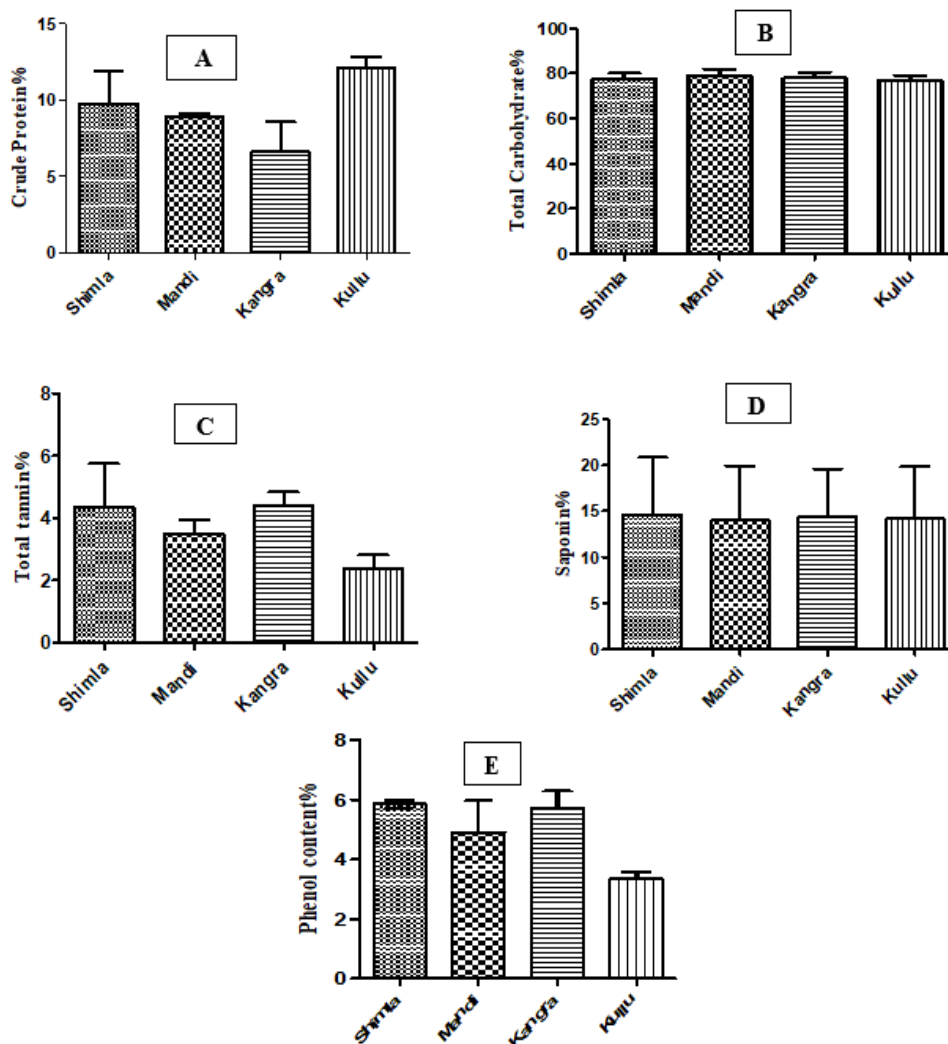 A
Crude Protein%
15
10
5
0
Shimla
Mandi
Kangra
Kullu
B
Total Carbohydrate%
100
80
60
40
20
0
Shimla
Mandi
Kangra
Kullu
C
Total tannin%
8
6
4
2
0
Shimla
Mandi
Kangra
Kullu
D
Saponin%
25
20
15
10
5
0
Shimla
Mandi
Kangra
Kullu
E
Phenol content%
8
6
4
2
0
Shimla
Mandi
Kangra
Kullu